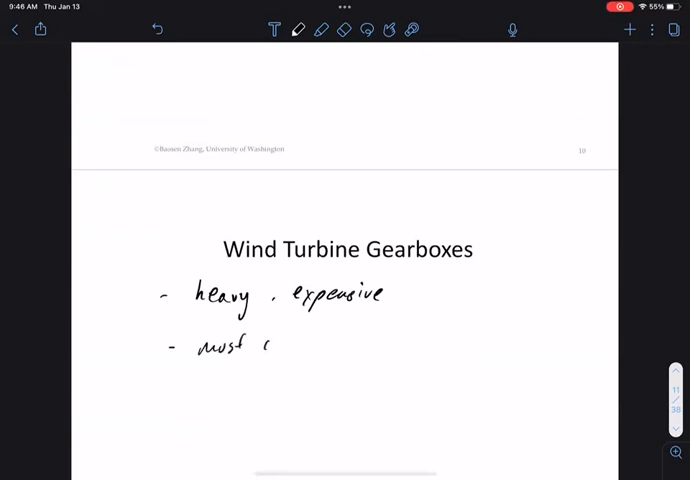 9:46 AM Thu Jan 13
55%
©Baosen Zhang, University of Washington 10
Wind Turbine Gearboxes
- heavy, expensive
- must
11
/
38